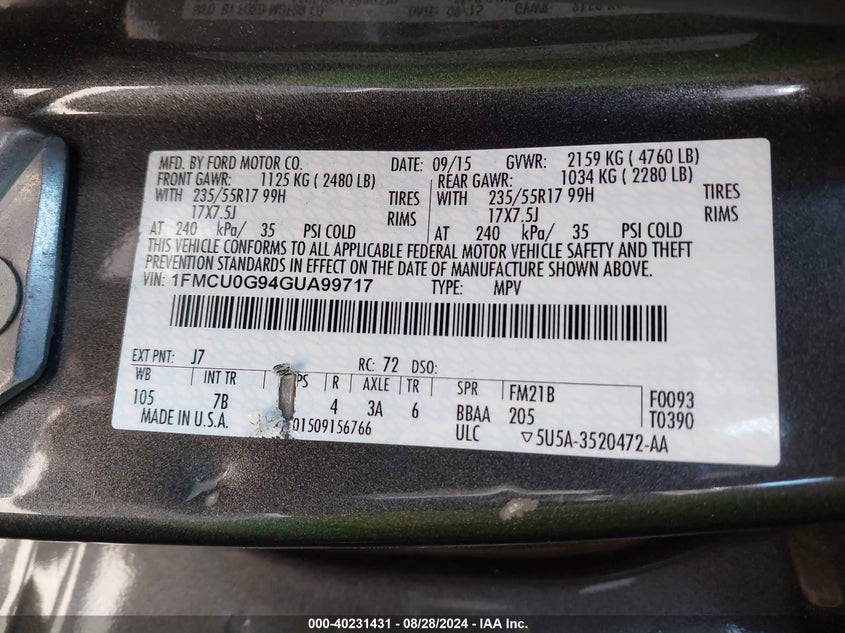 MFD. BY FORD MOTOR CO. DATE: 09/15 GVWR: 2159 KG ( 4760 LB)
FRONT GAWR: 1125 KG ( 2480 LB) REAR GAWR: 1034 KG ( 2280 LB)
WITH 235/55R17 99H TIRES WITH 235/55R17 99H TIRES
17X7.5J RIMS 17X7.5J RIMS
AT 240 kPa/ 35 PSI COLD AT 240 kPa/ 35 PSI COLD
THIS VEHICLE CONFORMS TO ALL APPLICABLE FEDERAL MOTOR VEHICLE SAFETY AND THEFT
PREVENTION STANDARDS IN EFFECT ON THE DATE OF MANUFACTURE SHOWN ABOVE.
VIN: 1FMCU0G94GUA99717 TYPE: MPV
EXT PNT: J7 RC: 72 DSO:
WB INT TR PS R AXLE TR SPR FM21B F0093
105 7B 4 3A 6 BBAA 205 T0390
MADE IN U.S.A. 01509156766 ULC ▽5U5A-3520472-AA
000-40231431 - 08/28/2024 - IAA Inc.